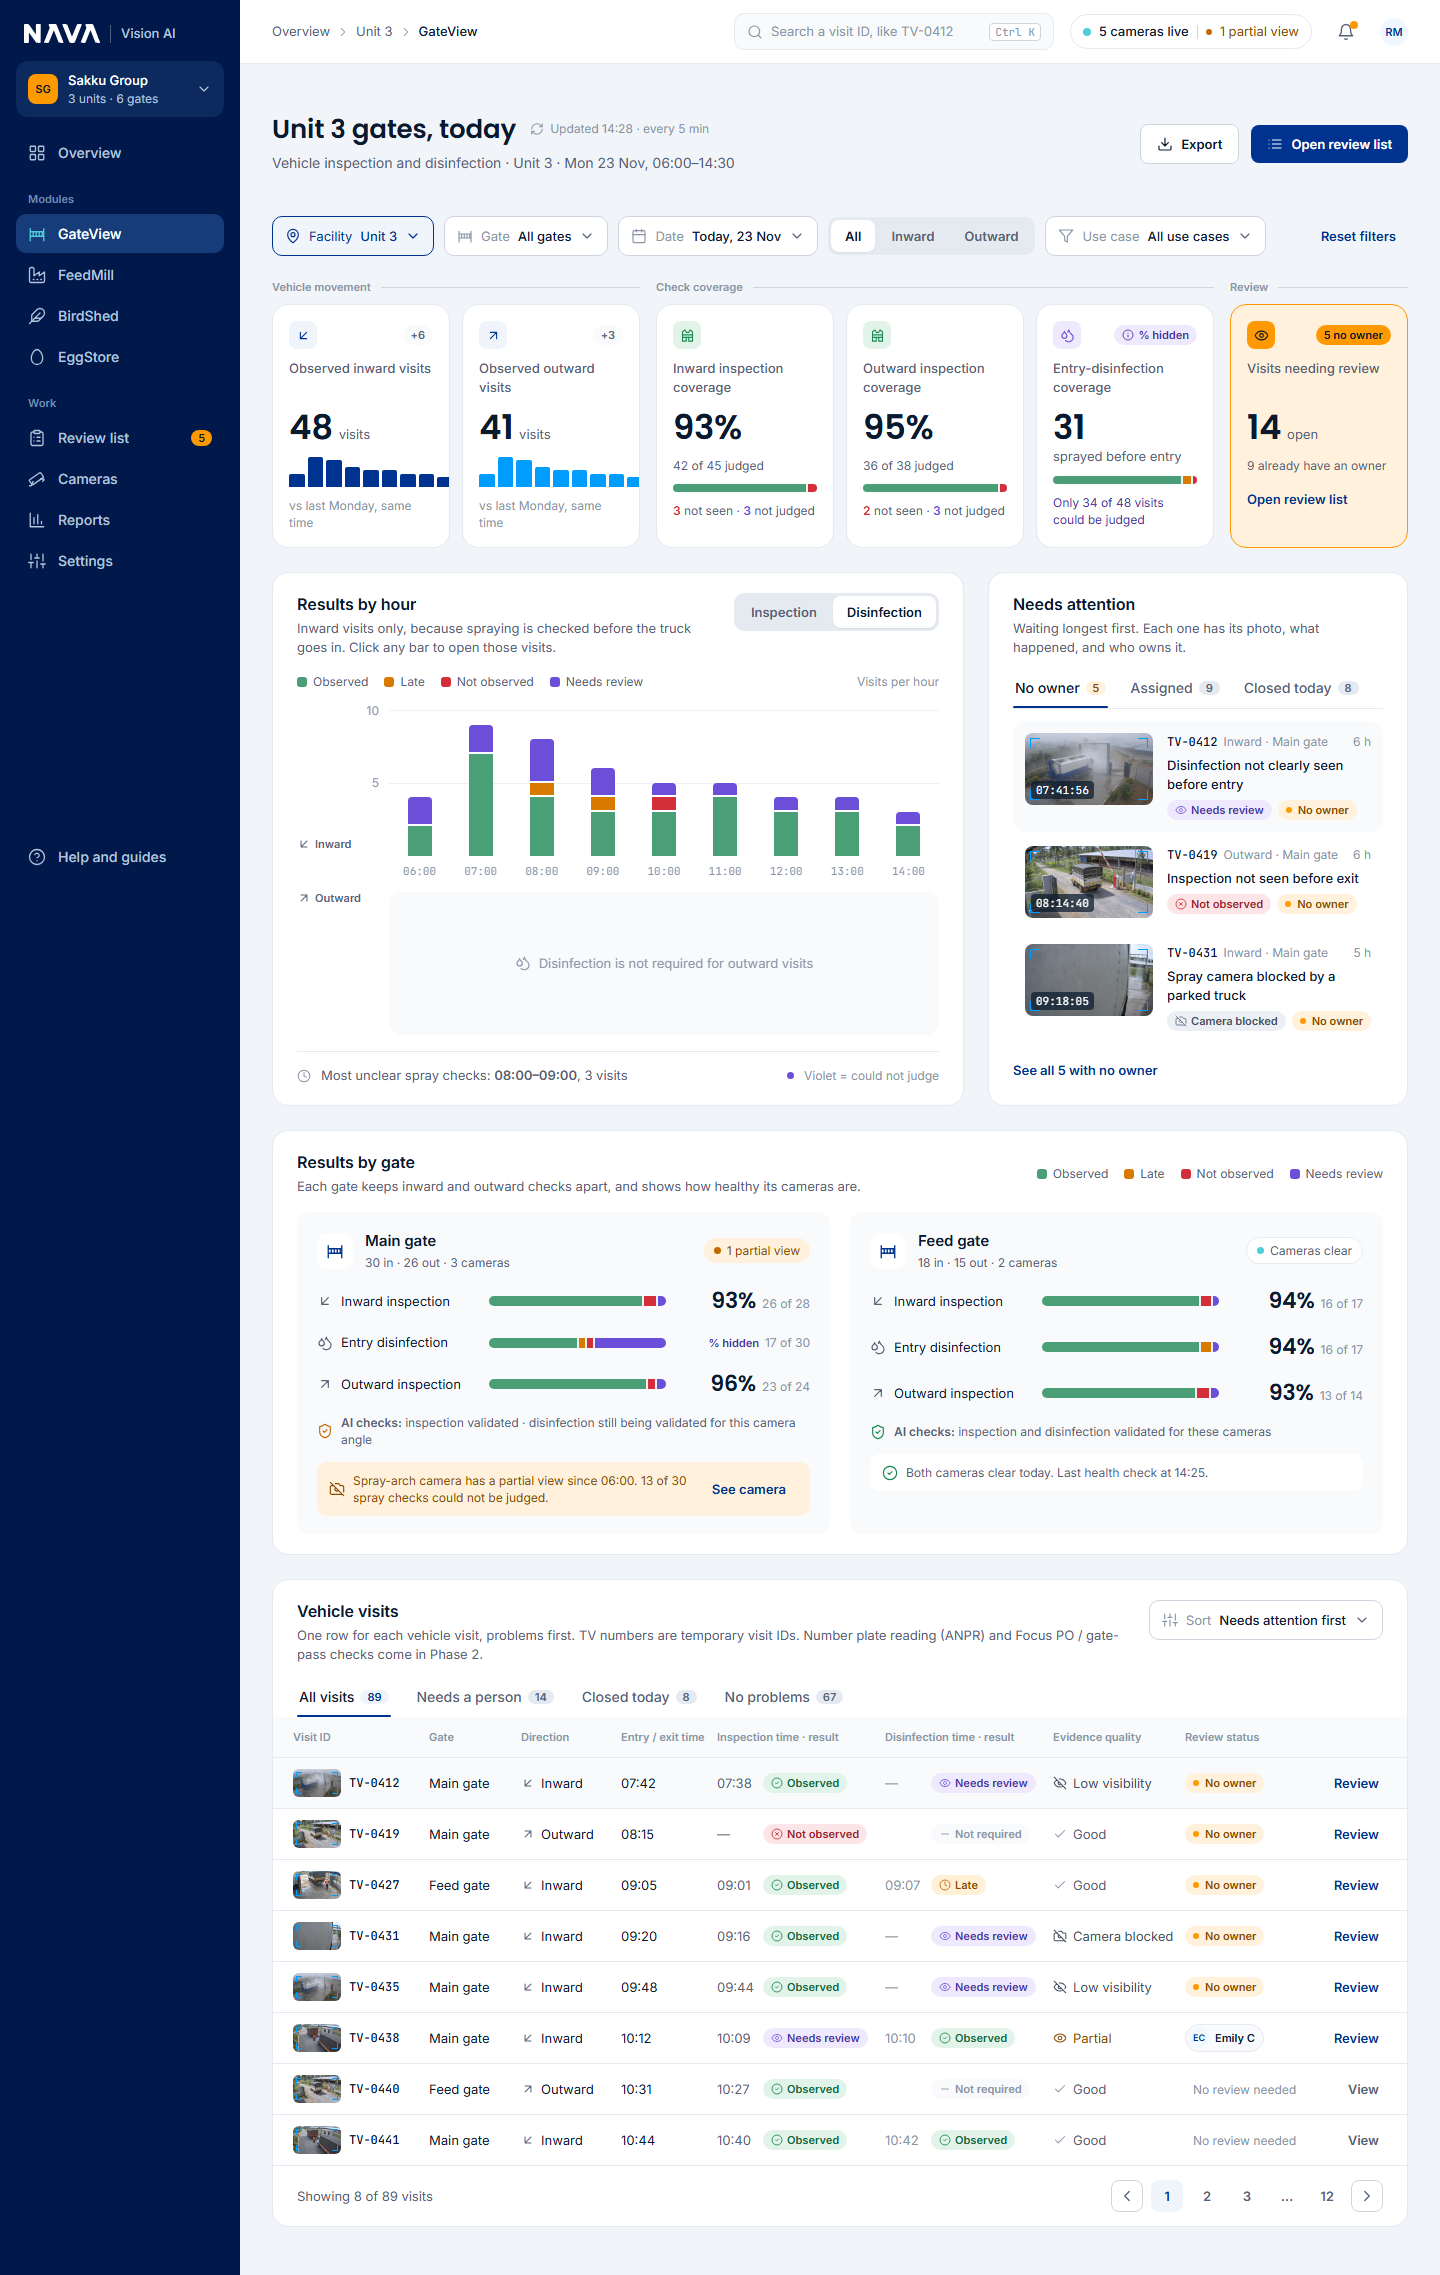 NAVA Vision AI
SG Sakku Group
3 units · 6 gates
Overview
Modules
GateView
FeedMill
BirdShed
EggStore
Work
Review list 5
Cameras
Reports
Settings
Help and guides
Overview > Unit 3 > GateView
Search a visit ID, like TV-0412 Ctrl K
5 cameras live 1 partial view
RM
Unit 3 gates, today Updated 14:28 · every 5 min
Vehicle inspection and disinfection · Unit 3 · Mon 23 Nov, 06:00–14:30
Export
Open review list
Facility Unit 3
Gate All gates
Date Today, 23 Nov
All Inward Outward
Use case All use cases
Reset filters
Vehicle movement
+6
Observed inward visits
48 visits
vs last Monday, same
time
+3
Observed outward
visits
41 visits
vs last Monday, same
time
Check coverage
Inward inspection
coverage
93%
42 of 45 judged
3 not seen · 3 not judged
Outward inspection
coverage
95%
36 of 38 judged
2 not seen · 3 not judged
% hidden
Entry-disinfection
coverage
31
sprayed before entry
Only 34 of 48 visits
could be judged
Review
5 no owner
Visits needing review
14 open
9 already have an owner
Open review list
Results by hour
Inward visits only, because spraying is checked before the truck
goes in. Click any bar to open those visits.
Inspection Disinfection
Observed Late Not observed Needs review
Visits per hour
10
5
Inward
06:00 07:00 08:00 09:00 10:00 11:00 12:00 13:00 14:00
Outward
Disinfection is not required for outward visits
Most unclear spray checks: 08:00–09:00, 3 visits
Violet = could not judge
Needs attention
Waiting longest first. Each one has its photo, what
happened, and who owns it.
No owner 5 Assigned 9 Closed today 8
07:41:56
TV-0412 Inward · Main gate 6 h
Disinfection not clearly seen
before entry
Needs review No owner
08:14:40
TV-0419 Outward · Main gate 6 h
Inspection not seen before exit
Not observed No owner
09:18:05
TV-0431 Inward · Main gate 5 h
Spray camera blocked by a
parked truck
Camera blocked No owner
See all 5 with no owner
Results by gate
Each gate keeps inward and outward checks apart, and shows how healthy its cameras are.
Observed Late Not observed Needs review
Main gate
30 in · 26 out · 3 cameras
1 partial view
Inward inspection 93% 26 of 28
Entry disinfection % hidden 17 of 30
Outward inspection 96% 23 of 24
AI checks: inspection validated · disinfection still being validated for this camera
angle
Spray-arch camera has a partial view since 06:00. 13 of 30
spray checks could not be judged.
See camera
Feed gate
18 in · 15 out · 2 cameras
Cameras clear
Inward inspection 94% 16 of 17
Entry disinfection 94% 16 of 17
Outward inspection 93% 13 of 14
AI checks: inspection and disinfection validated for these cameras
Both cameras clear today. Last health check at 14:25.
Vehicle visits
One row for each vehicle visit, problems first. TV numbers are temporary visit IDs. Number plate reading (ANPR) and Focus PO / gate-
pass checks come in Phase 2.
Sort Needs attention first
All visits 89 Needs a person 14 Closed today 8 No problems 67
Visit ID Gate Direction Entry / exit time Inspection time · result Disinfection time · result Evidence quality Review status
TV-0412 Main gate Inward 07:42 07:38 Observed — Needs review Low visibility No owner Review
TV-0419 Main gate Outward 08:15 — Not observed Not required Good No owner Review
TV-0427 Feed gate Inward 09:05 09:01 Observed 09:07 Late Good No owner Review
TV-0431 Main gate Inward 09:20 09:16 Observed — Needs review Camera blocked No owner Review
TV-0435 Main gate Inward 09:48 09:44 Observed — Needs review Low visibility No owner Review
TV-0438 Main gate Inward 10:12 10:09 Needs review 10:10 Observed Partial EC Emily C Review
TV-0440 Feed gate Outward 10:31 10:27 Observed Not required Good No review needed View
TV-0441 Main gate Inward 10:44 10:40 Observed 10:42 Observed Good No review needed View
Showing 8 of 89 visits
1 2 3 ... 12